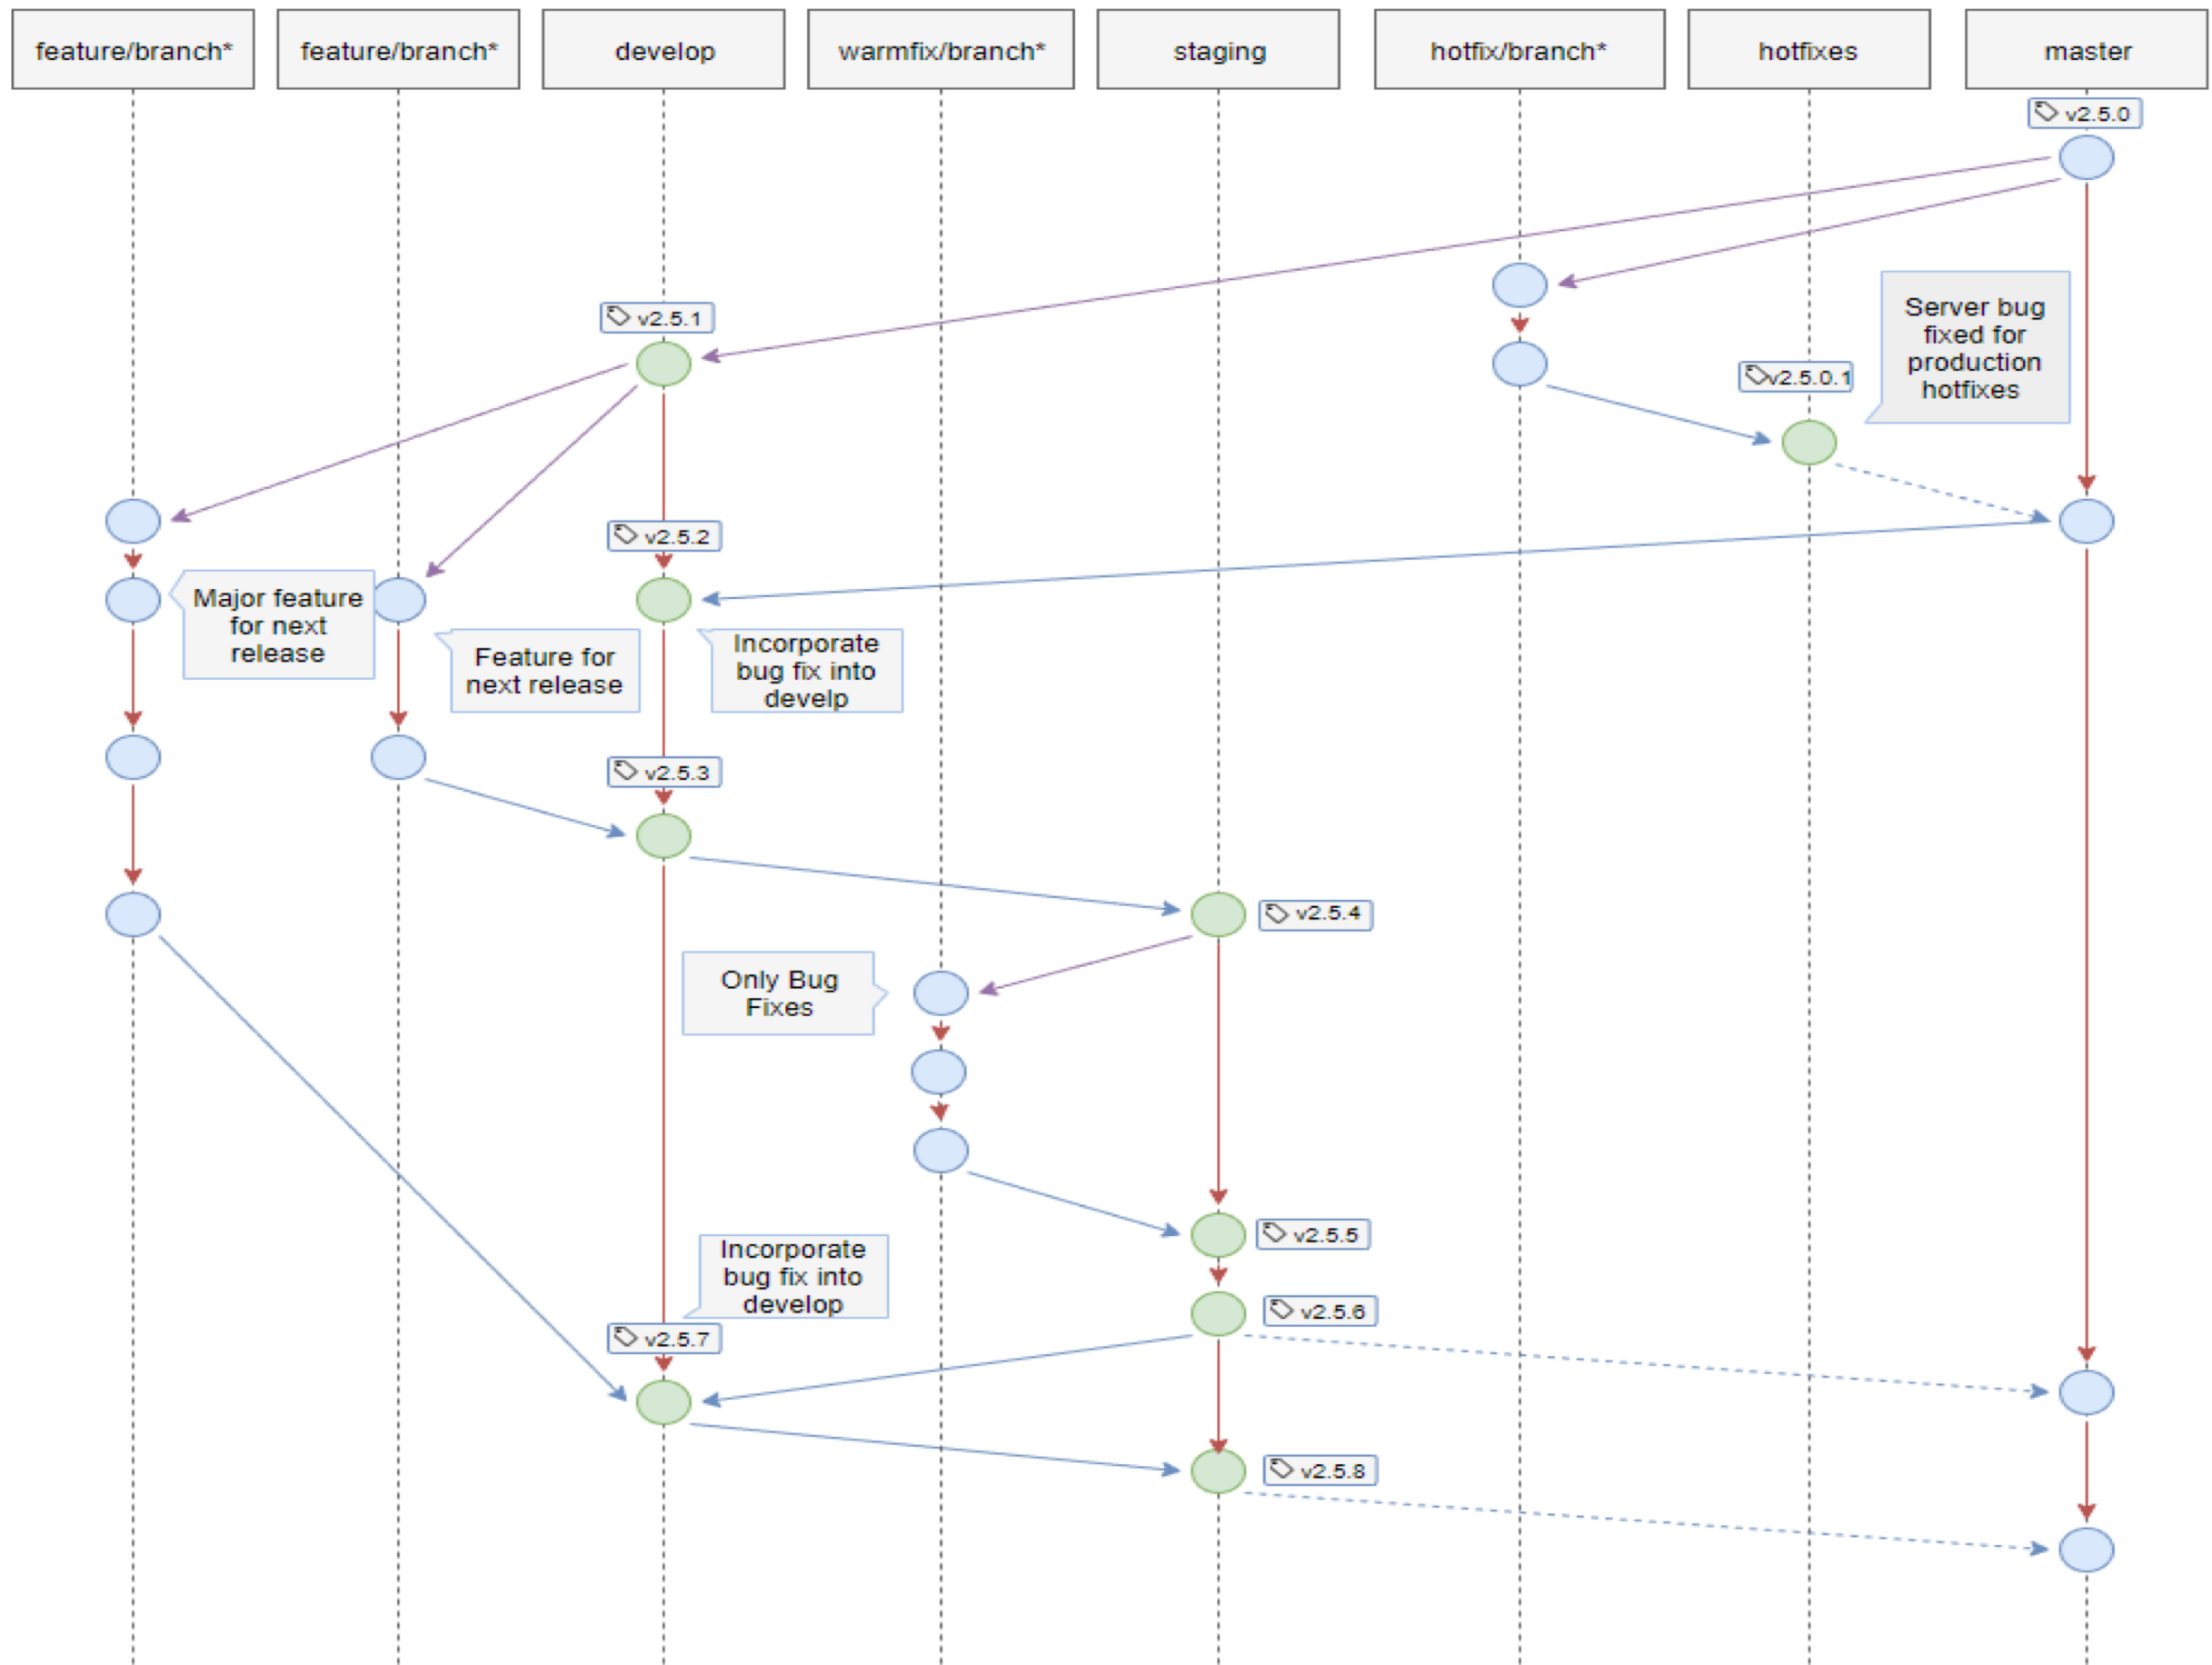 feature/branch*
feature/branch*
develop
warmfix/branch*
staging
hotfix/branch*
hotfixes
master
v2.5.0
Server bug
fixed for
production
hotfixes
v2.5.1
v2.5.0.1
v2.5.2
Major feature
for next
release
Feature for
next release
Incorporate
bug fix into
develp
v2.5.3
v2.5.4
Only Bug
Fixes
v2.5.5
Incorporate
bug fix into
develop
v2.5.6
v2.5.7
v2.5.8